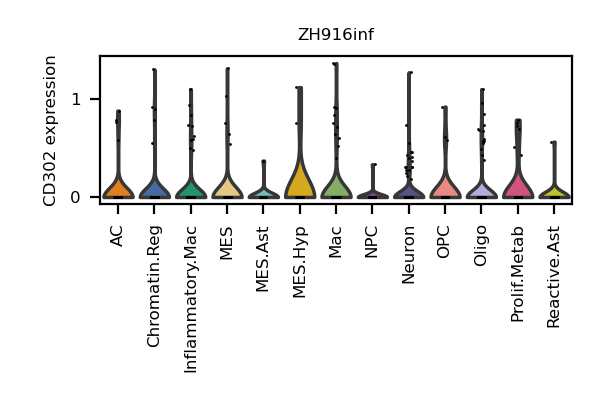 ZH916inf
CD302 expression
1
0
AC
Chromatin.Reg
Inflammatory.Mac
MES
MES.Ast
MES.Hyp
Mac
NPC
Neuron
OPC
Oligo
Prolif.Metab
Reactive.Ast